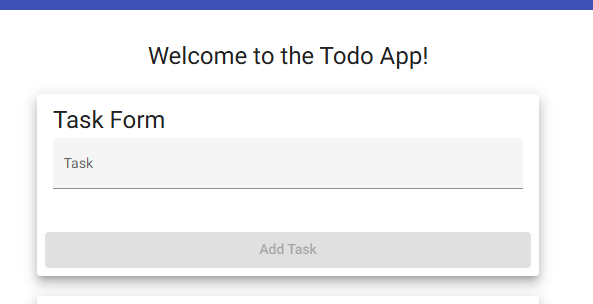 Welcome to the Todo App!
Task Form
Task
Add Task